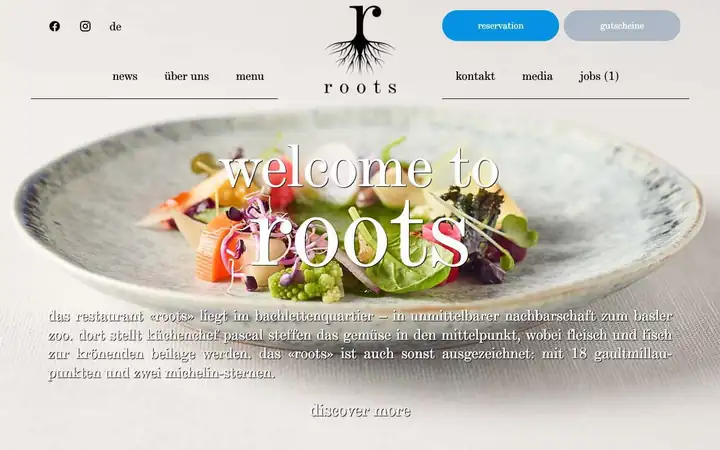 de
reservation
gutscheine
r
roots
news
über uns
menu
kontakt
media
jobs (1)
welcome to
roots
das restaurant «roots» liegt im bachlettenquartier – in unmittelbarer nachbarschaft zum basler
zoo. dort stellt küchenchef pascal steffen das gemüse in den mittelpunkt, wobei fleisch und fisch
zur krönenden beilage werden. das «roots» ist auch sonst ausgezeichnet: mit 18 gaultmillau-
punkten und zwei michelin-sternen.
discover more